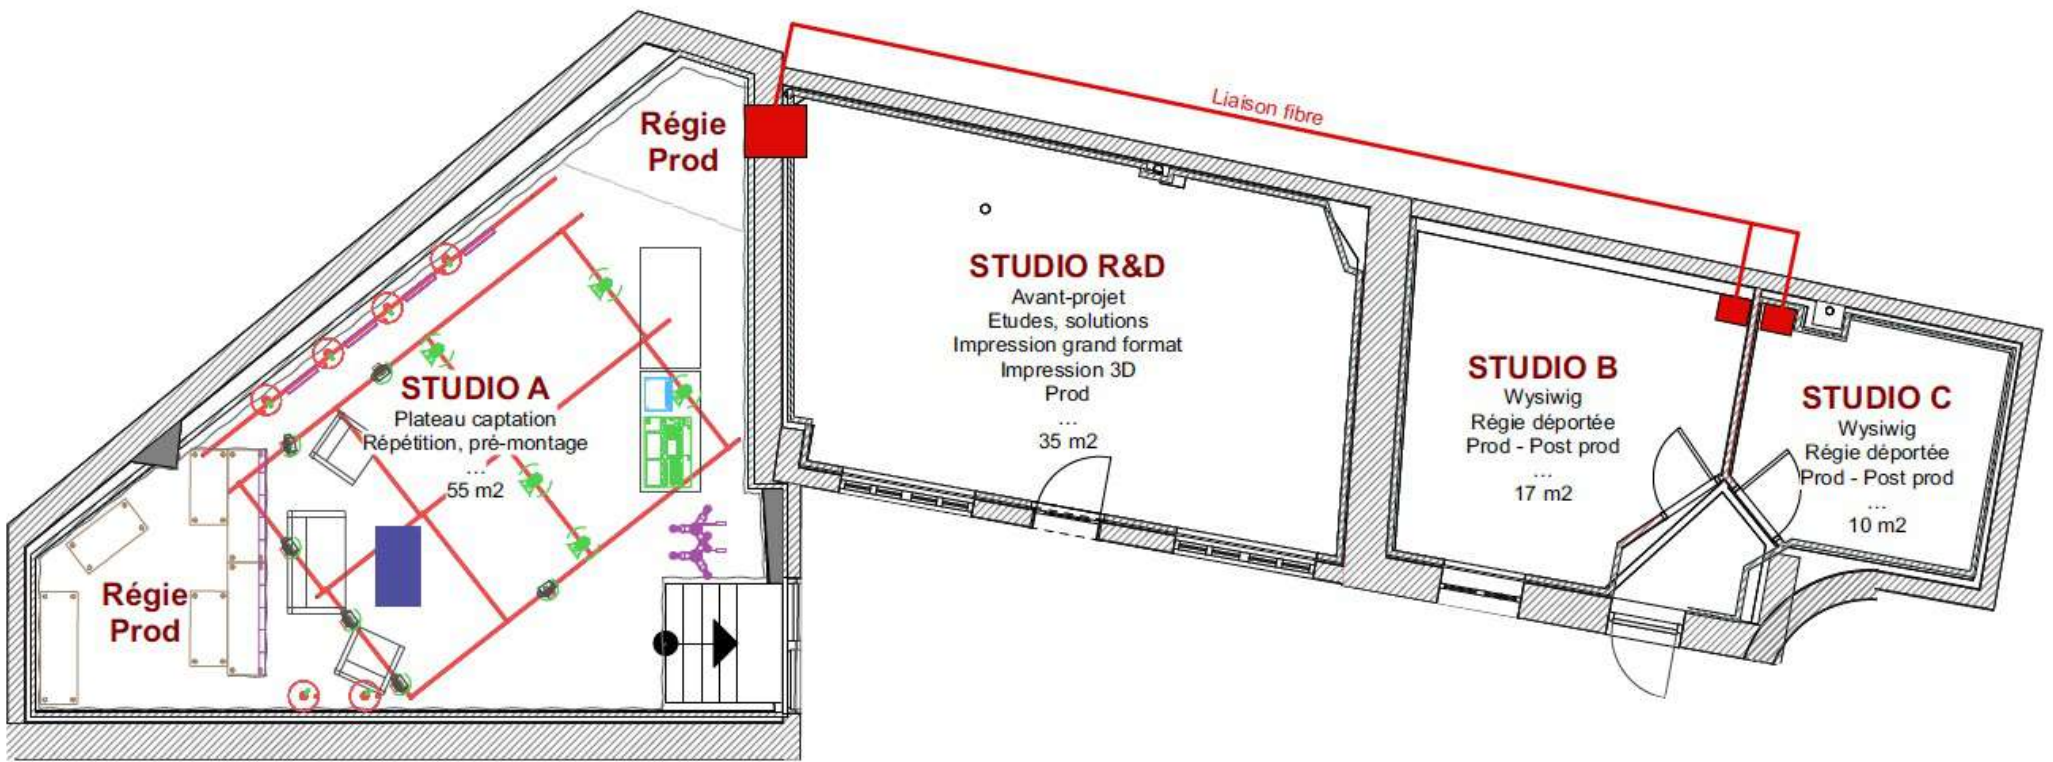 Régie
Prod
Liaison fibre
STUDIO A
Plateau captation
Répétition, pré-montage
...
55 m2
Régie
Prod
STUDIO R&D
Avant-projet
Etudes, solutions
Impression grand format
Impression 3D
Prod
...
35 m2
STUDIO B
Wysiwig
Régie déportée
Prod - Post prod
...
17 m2
STUDIO C
Wysiwig
Régie déportée
Prod - Post prod
...
10 m2